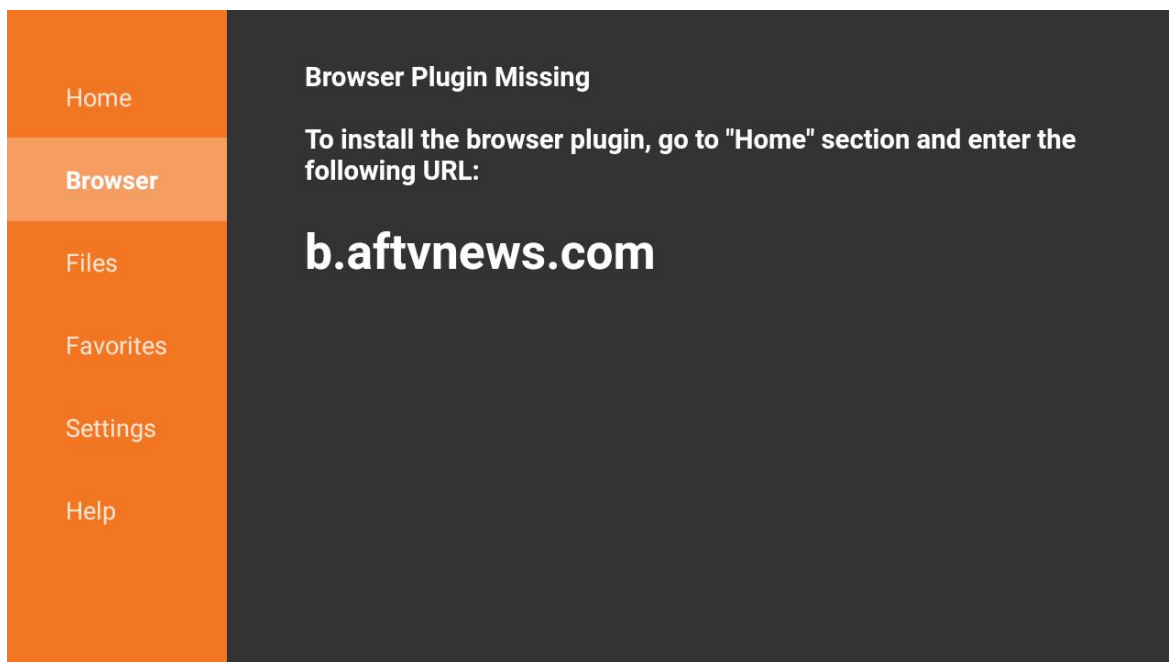 Home
Browser
Files
Favorites
Settings
Help
Browser Plugin Missing
To install the browser plugin, go to "Home" section and enter the
following URL:
b.aftvnews.com